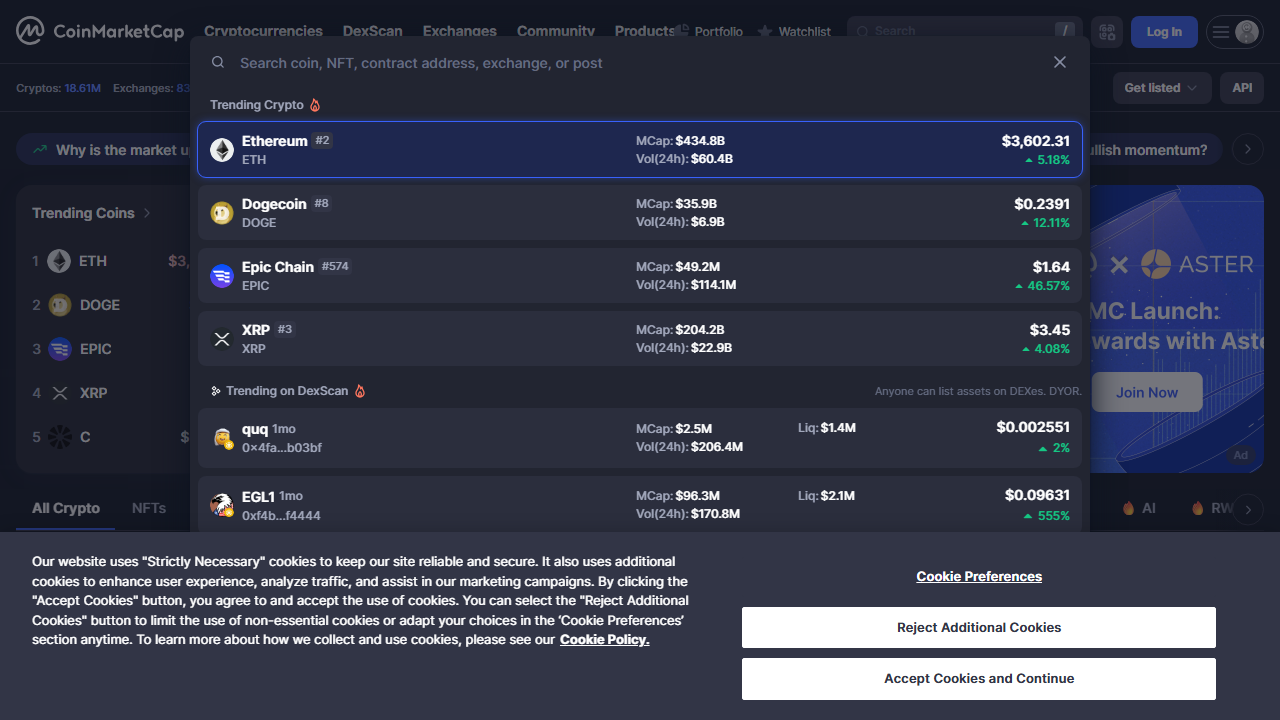 CoinMarketCap Cryptocurrencies DexScan Exchanges Community Products Portfolio Watchlist Search / Log In
Search coin, NFT, contract address, exchange, or post
Cryptos: 18.61M Exchanges: 83
Get listed API
Trending Crypto
Why is the market u
ullish momentum?
Ethereum #2 MCap: $434.8B $3,602.31
ETH Vol(24h): $60.4B 5.18%
Dogecoin #8 MCap: $35.9B $0.2391
DOGE Vol(24h): $6.9B 12.11%
Epic Chain #574 MCap: $49.2M $1.64
EPIC Vol(24h): $114.1M 46.57%
XRP #3 MCap: $204.2B $3.45
XRP Vol(24h): $22.9B 4.08%
Trending Coins
1 ETH $3,
2 DOGE
3 EPIC
4 XRP
5 C $
ASTER
MC Launch:
wards with Aste
Join Now
Ad
Trending on DexScan Anyone can list assets on DEXes. DYOR.
quq 1mo MCap: $2.5M Liq: $1.4M $0.002551
0x4fa...b03bf Vol(24h): $206.4M 2%
EGL1 1mo MCap: $96.3M Liq: $2.1M $0.09631
0xf4b...f4444 Vol(24h): $170.8M 555%
All Crypto NFTs AI RW
Our website uses "Strictly Necessary" cookies to keep our site reliable and secure. It also uses additional
cookies to enhance user experience, analyze traffic, and assist in our marketing campaigns. By clicking the
"Accept Cookies" button, you agree to and accept the use of cookies. You can select the "Reject Additional
Cookies" button to limit the use of non-essential cookies or adapt your choices in the ‘Cookie Preferences’
section anytime. To learn more about how we collect and use cookies, please see our Cookie Policy.
Cookie Preferences
Reject Additional Cookies
Accept Cookies and Continue